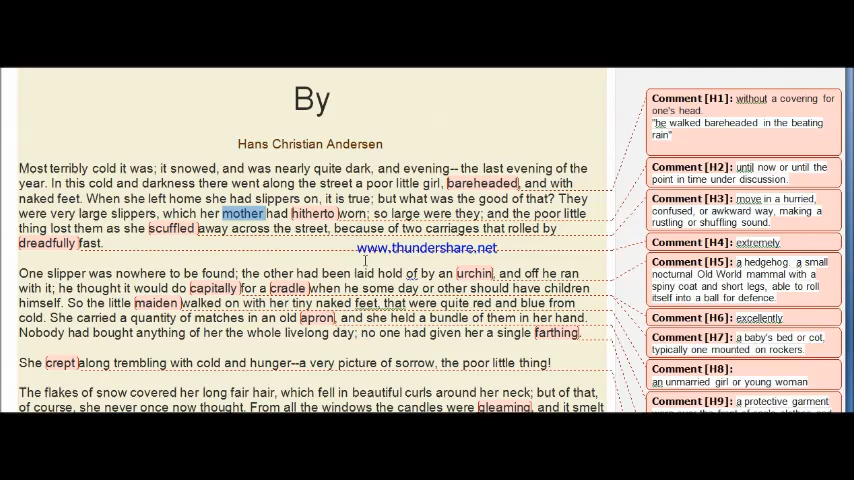 By
Hans Christian Andersen
Most terribly cold it was; it snowed, and was nearly quite dark, and evening-- the last evening of the
year. In this cold and darkness there went along the street a poor little girl, bareheaded, and with
naked feet. When she left home she had slippers on, it is true; but what was the good of that? They
were very large slippers, which her mother had hitherto worn; so large were they; and the poor little
thing lost them as she scuffled away across the street, because of two carriages that rolled by
dreadfully fast.
www.thundershare.net
One slipper was nowhere to be found; the other had been laid hold of by an urchin, and off he ran
with it; he thought it would do capitally for a cradle when he some day or other should have children
himself. So the little maiden walked on with her tiny naked feet, that were quite red and blue from
cold. She carried a quantity of matches in an old apron, and she held a bundle of them in her hand.
Nobody had bought anything of her the whole livelong day; no one had given her a single farthing.
She crept along trembling with cold and hunger--a very picture of sorrow, the poor little thing!
The flakes of snow covered her long fair hair, which fell in beautiful curls around her neck; but of that,
of course, she never once now thought. From all the windows the candles were gleaming, and it smelt
Comment [H1]: without a covering for
one's head.
"he walked bareheaded in the beating
rain"
Comment [H2]: until now or until the
point in time under discussion.
Comment [H3]: move in a hurried,
confused, or awkward way, making a
rustling or shuffling sound.
Comment [H4]: extremely
Comment [H5]: a hedgehog. a small
nocturnal Old World mammal with a
spiny coat and short legs, able to roll
itself into a ball for defence.
Comment [H6]: excellently
Comment [H7]: a baby's bed or cot,
typically one mounted on rockers.
Comment [H8]:
an unmarried girl or young woman
Comment [H9]: a protective garment